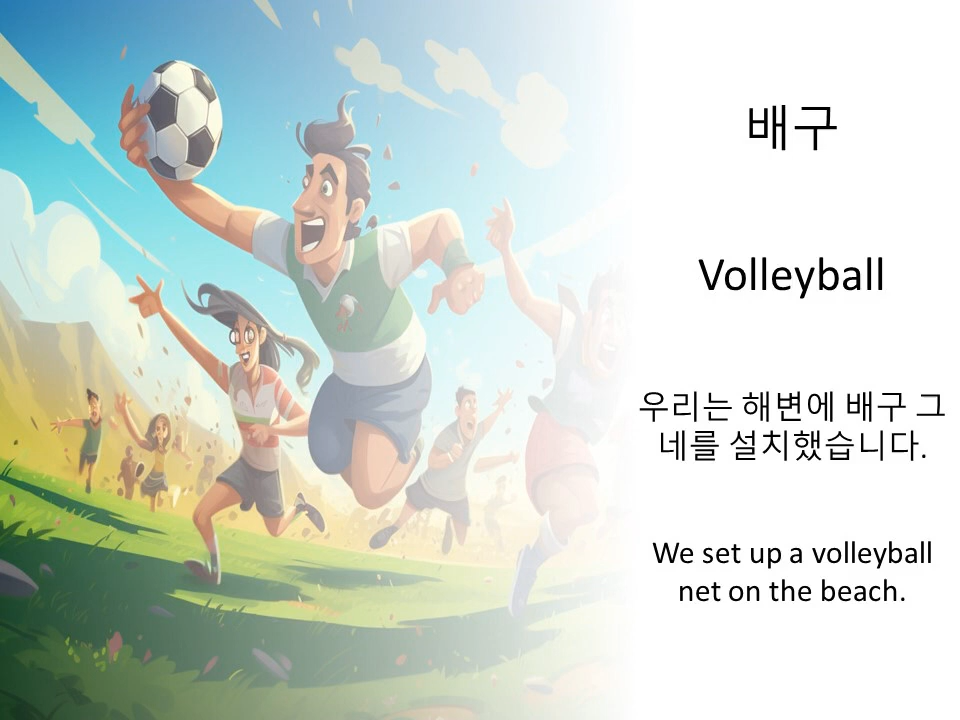 배구
Volleyball
우리는 해변에 배구 그
네를 설치했습니다.
We set up a volleyball
net on the beach.